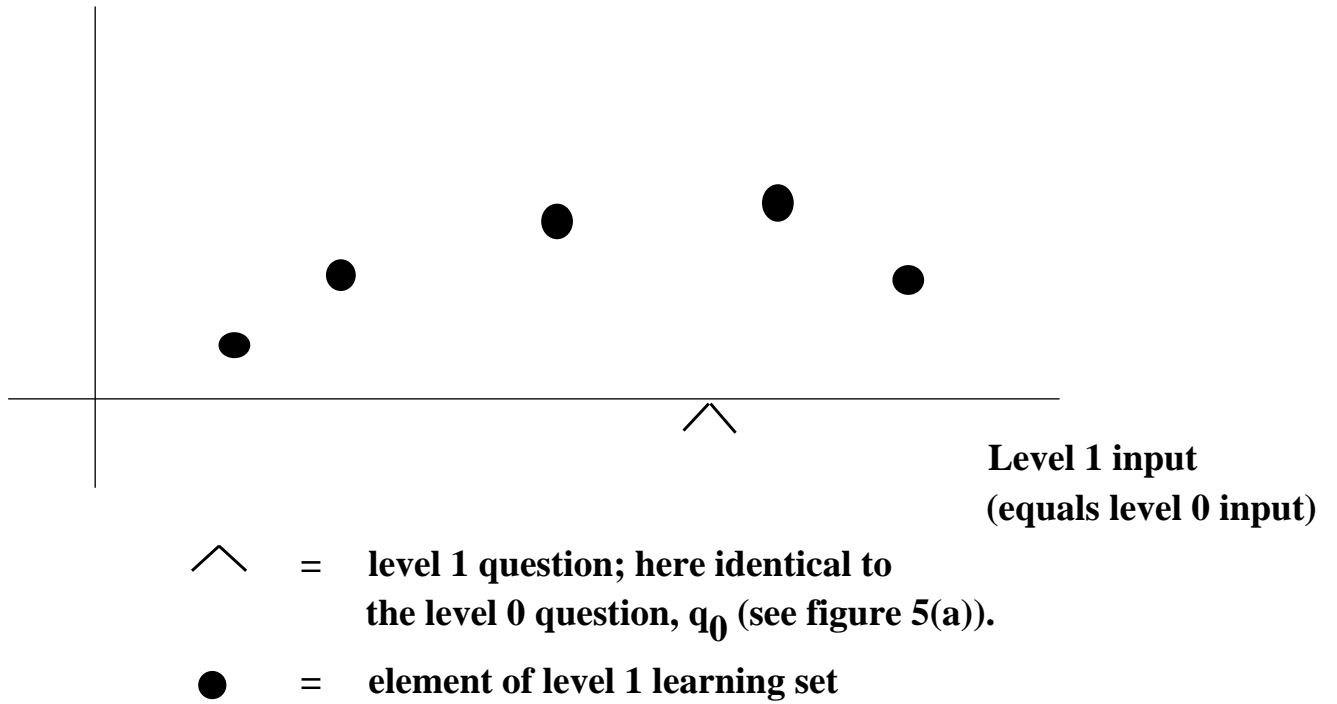 Level 1 input
(equals level 0 input)
= level 1 question; here identical to
the level 0 question, q0 (see figure 5(a)).
= element of level 1 learning set